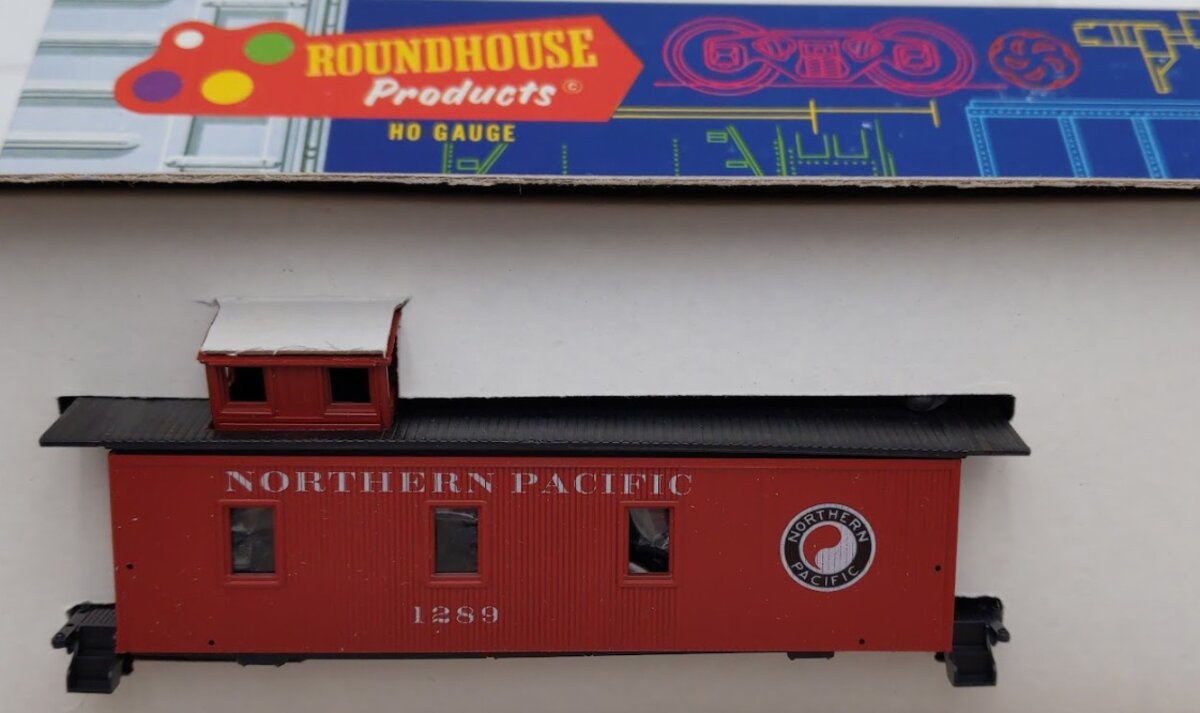 ROUNDHOUSE
Products ©
HO GAUGE
NORTHERN PACIFIC
NORTHERN
PACIFIC
1289